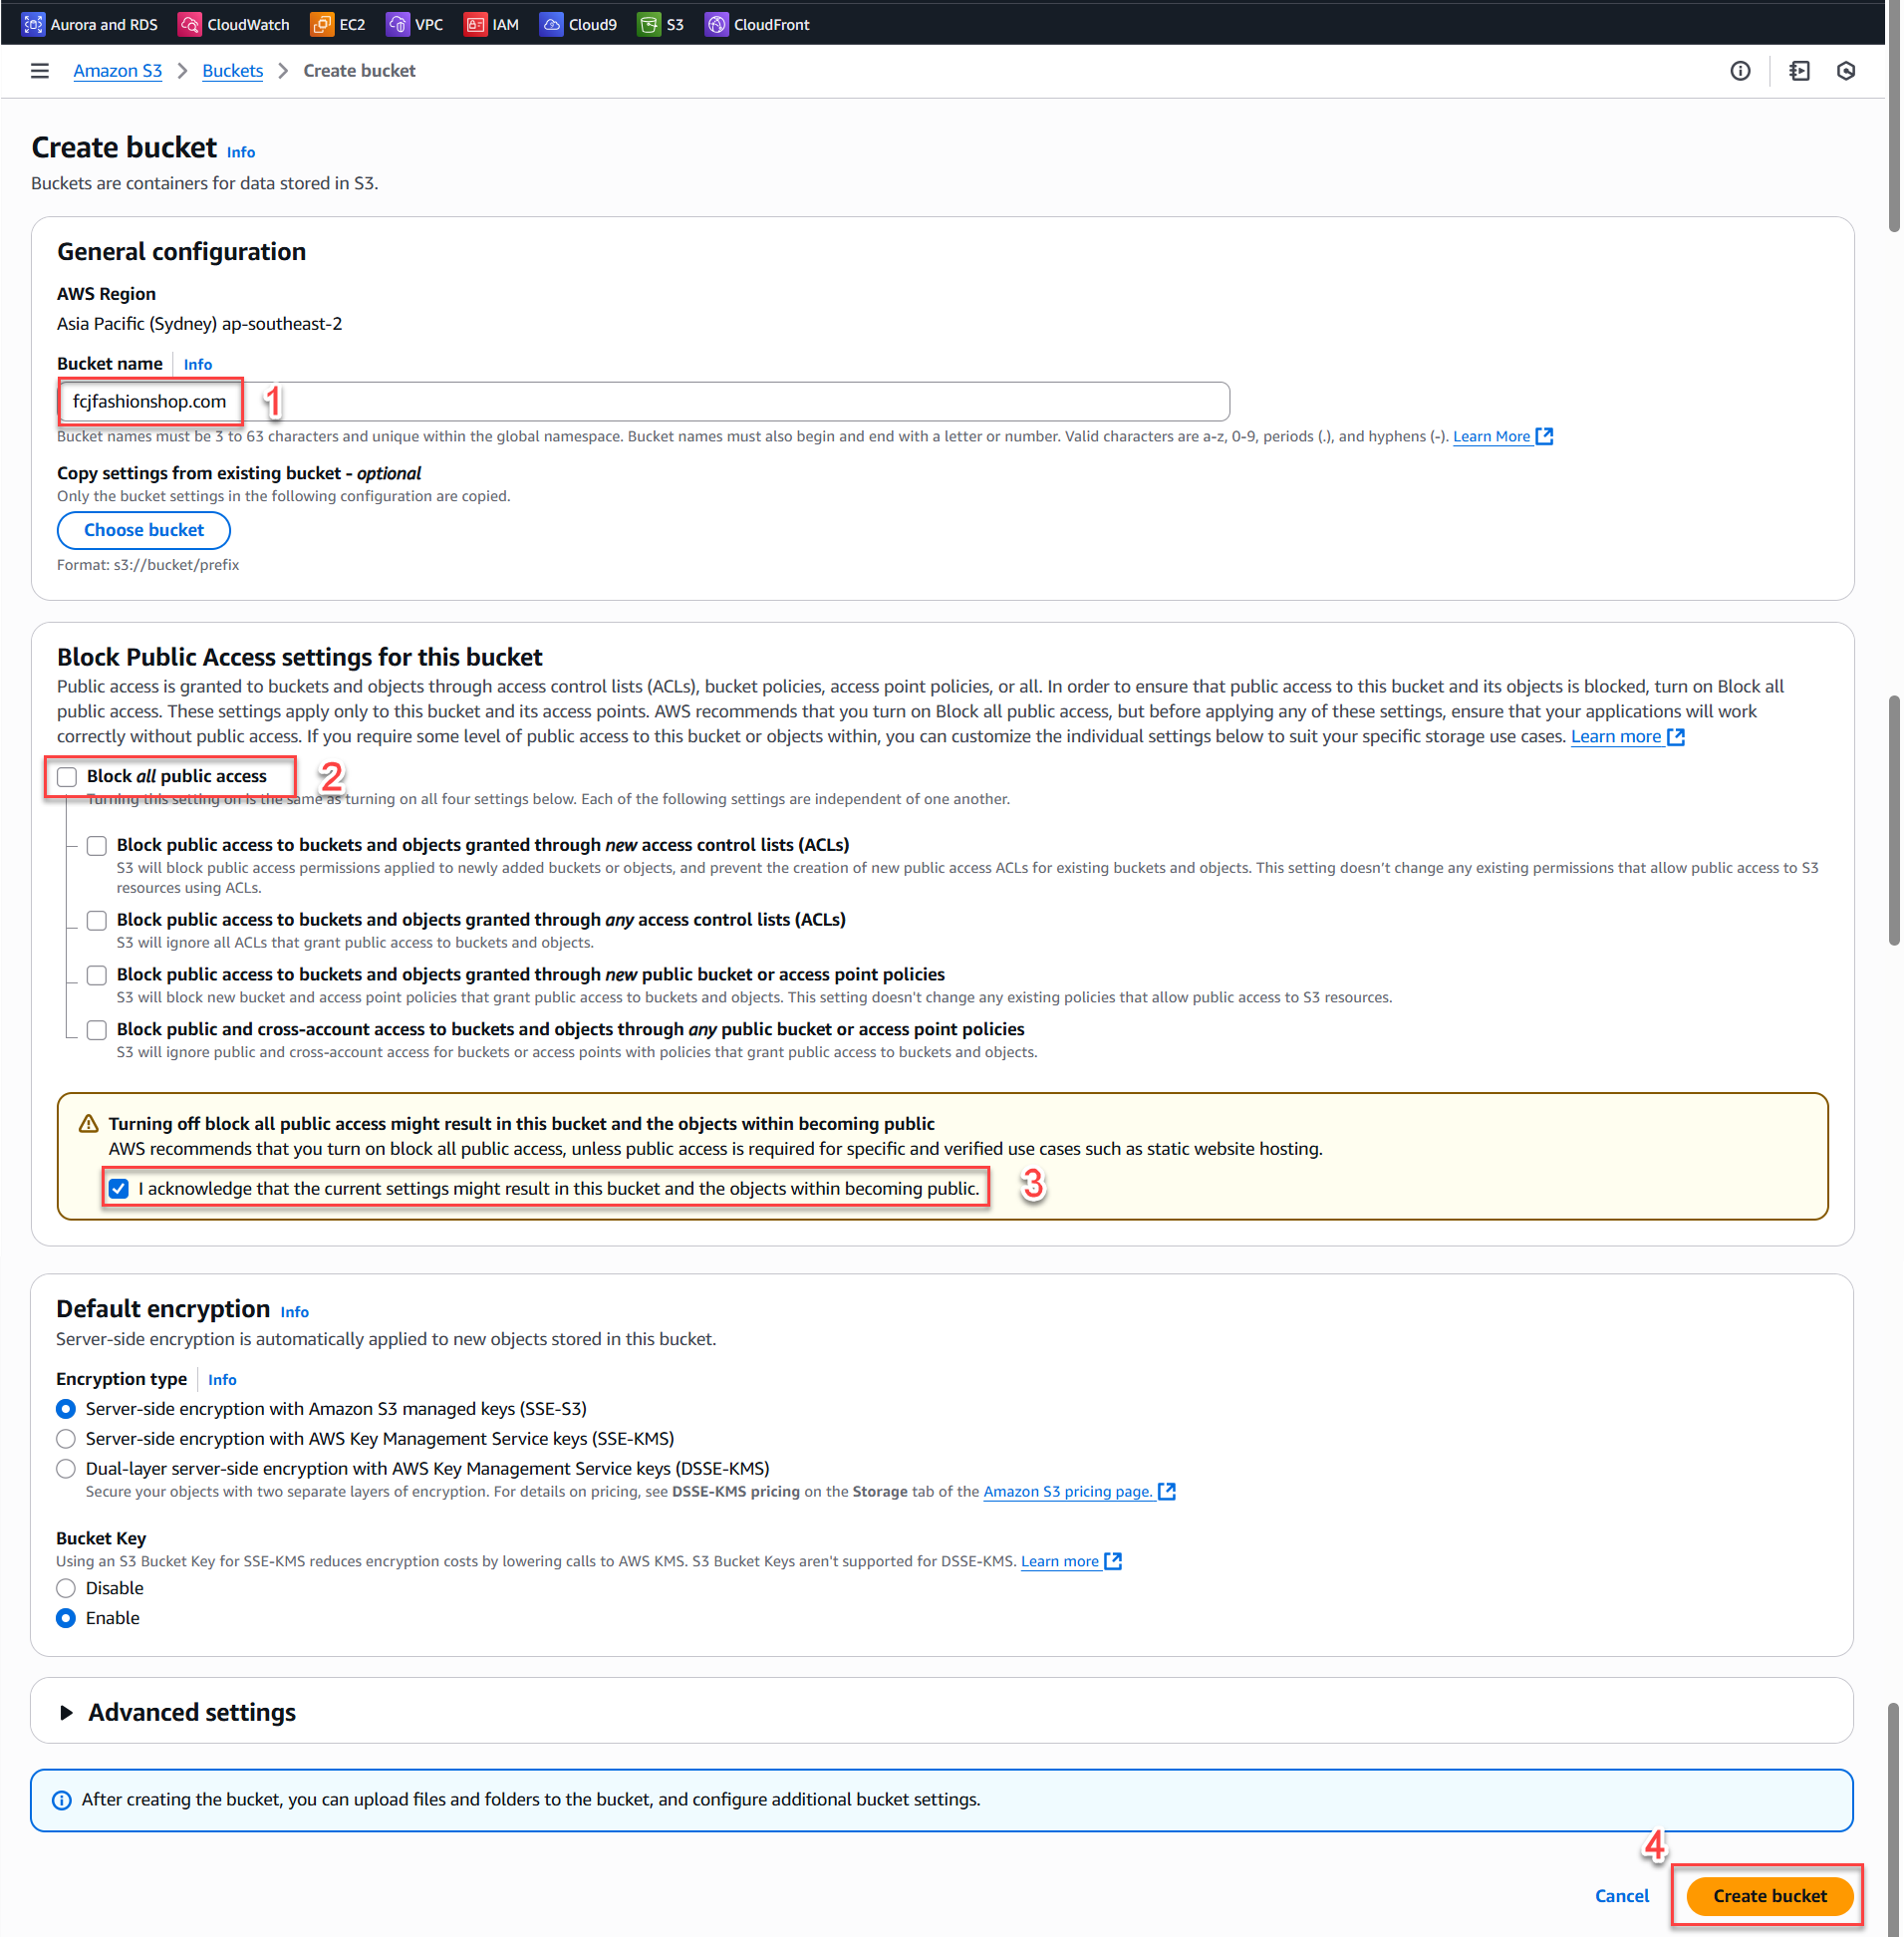 Aurora and RDS CloudWatch EC2 VPC IAM Cloud9 S3 CloudFront
Amazon S3 > Buckets > Create bucket
Create bucket Info
Buckets are containers for data stored in S3.
General configuration
AWS Region
Asia Pacific (Sydney) ap-southeast-2
Bucket name Info
fcjfashionshop.com 1
Bucket names must be 3 to 63 characters and unique within the global namespace. Bucket names must also begin and end with a letter or number. Valid characters are a-z, 0-9, periods (.), and hyphens (-). Learn More
Copy settings from existing bucket - optional
Only the bucket settings in the following configuration are copied.
Choose bucket
Format: s3://bucket/prefix
Block Public Access settings for this bucket
Public access is granted to buckets and objects through access control lists (ACLs), bucket policies, access point policies, or all. In order to ensure that public access to this bucket and its objects is blocked, turn on Block all
public access. These settings apply only to this bucket and its access points. AWS recommends that you turn on Block all public access, but before applying any of these settings, ensure that your applications will work
correctly without public access. If you require some level of public access to this bucket or objects within, you can customize the individual settings below to suit your specific storage use cases. Learn more
Block all public access 2
Turning this setting on is the same as turning on all four settings below. Each of the following settings are independent of one another.
Block public access to buckets and objects granted through new access control lists (ACLs)
S3 will block public access permissions applied to newly added buckets or objects, and prevent the creation of new public access ACLs for existing buckets and objects. This setting doesn't change any existing permissions that allow public access to S3
resources using ACLs.
Block public access to buckets and objects granted through any access control lists (ACLs)
S3 will ignore all ACLs that grant public access to buckets and objects.
Block public access to buckets and objects granted through new public bucket or access point policies
S3 will block new bucket and access point policies that grant public access to buckets and objects. This setting doesn't change any existing policies that allow public access to S3 resources.
Block public and cross-account access to buckets and objects through any public bucket or access point policies
S3 will ignore public and cross-account access for buckets or access points with policies that grant public access to buckets and objects.
Turning off block all public access might result in this bucket and the objects within becoming public
AWS recommends that you turn on block all public access, unless public access is required for specific and verified use cases such as static website hosting.
I acknowledge that the current settings might result in this bucket and the objects within becoming public. 3
Default encryption Info
Server-side encryption is automatically applied to new objects stored in this bucket.
Encryption type Info
Server-side encryption with Amazon S3 managed keys (SSE-S3)
Server-side encryption with AWS Key Management Service keys (SSE-KMS)
Dual-layer server-side encryption with AWS Key Management Service keys (DSSE-KMS)
Secure your objects with two separate layers of encryption. For details on pricing, see DSSE-KMS pricing on the Storage tab of the Amazon S3 pricing page.
Bucket Key
Using an S3 Bucket Key for SSE-KMS reduces encryption costs by lowering calls to AWS KMS. S3 Bucket Keys aren't supported for DSSE-KMS. Learn more
Disable
Enable
Advanced settings
After creating the bucket, you can upload files and folders to the bucket, and configure additional bucket settings.
4
Cancel Create bucket